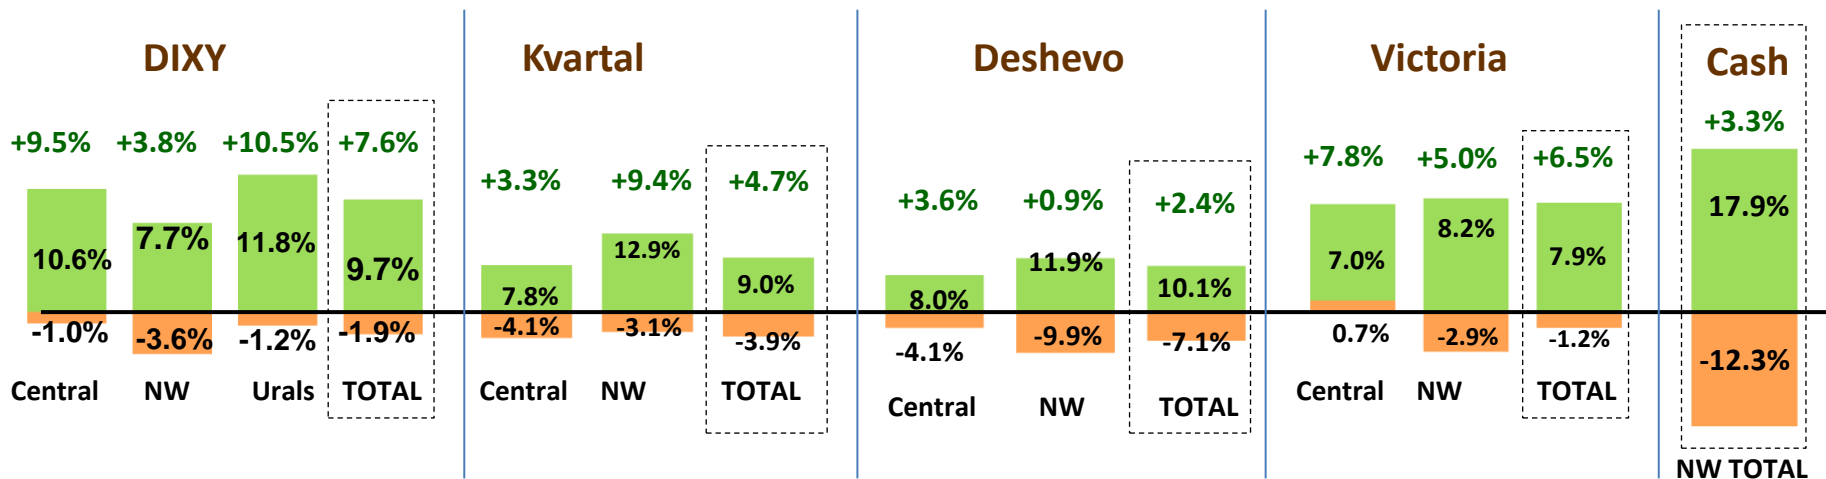 DIXY
+9.5% +3.8% +10.5% +7.6%
10.6% 7.7% 11.8% 9.7%
-1.0% -3.6% -1.2% -1.9%
Central NW Urals TOTAL
Kvartal
+3.3% +9.4% +4.7%
7.8% 12.9% 9.0%
-4.1% -3.1% -3.9%
Central NW TOTAL
Deshevo
+3.6% +0.9% +2.4%
8.0% 11.9% 10.1%
-4.1% -9.9% -7.1%
Central NW TOTAL
Victoria
+7.8% +5.0% +6.5%
7.0% 8.2% 7.9%
0.7% -2.9% -1.2%
Central NW TOTAL
Cash
+3.3%
17.9%
-12.3%
NW TOTAL